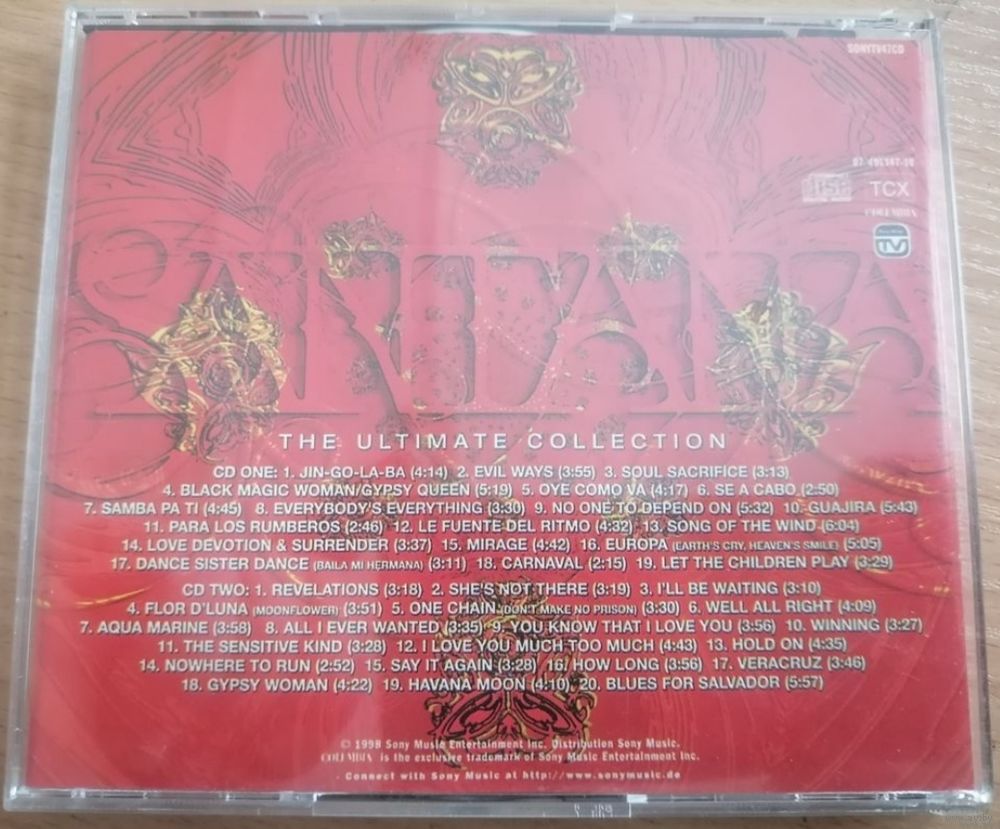 SONYTV47CD
TCX
COLUMBIA
TV
SANTANA
THE ULTIMATE COLLECTION
CD ONE: 1. JIN-GO-LA-BA (4:14) 2. EVIL WAYS (3:55) 3. SOUL SACRIFICE (3:13)
4. BLACK MAGIC WOMAN/GYPSY QUEEN (5:19) 5. OYE COMO VA (4:17) 6. SE A CABO (2:50)
7. SAMBA PA TI (4:45) 8. EVERYBODY'S EVERYTHING (3:30) 9. NO ONE TO DEPEND ON (5:32) 10. GUAJIRA (5:43)
11. PARA LOS RUMBEROS (2:46) 12. LE FUENTE DEL RITMO (4:32) 13. SONG OF THE WIND (6:04)
14. LOVE DEVOTION & SURRENDER (3:37) 15. MIRAGE (4:42) 16. EUROPA (EARTH'S CRY, HEAVEN'S SMILE) (5:05)
17. DANCE SISTER DANCE (BAILA MI HERMANA) (3:11) 18. CARNAVAL (2:15) 19. LET THE CHILDREN PLAY (3:29)
CD TWO: 1. REVELATIONS (3:18) 2. SHE'S NOT THERE (3:19) 3. I'LL BE WAITING (3:10)
4. FLOR D'LUNA (MOONFLOWER) (3:51) 5. ONE CHAIN (DON'T MAKE NO PRISON) (3:30) 6. WELL ALL RIGHT (4:09)
7. AQUA MARINE (3:58) 8. ALL I EVER WANTED (3:35) 9. YOU KNOW THAT I LOVE YOU (3:56) 10. WINNING (3:27)
11. THE SENSITIVE KIND (3:28) 12. I LOVE YOU MUCH TOO MUCH (4:43) 13. HOLD ON (4:35)
14. NOWHERE TO RUN (2:52) 15. SAY IT AGAIN (3:28) 16. HOW LONG (3:56) 17. VERACRUZ (3:46)
18. GYPSY WOMAN (4:22) 19. HAVANA MOON (4:10) 20. BLUES FOR SALVADOR (5:57)
© 1998 Sony Music Entertainment Inc. Distribution Sony Music.
COLUMBIA is the exclusive trademark of Sony Music Entertainment Inc.
Connect with Sony Music at http://www.sonymusic.de